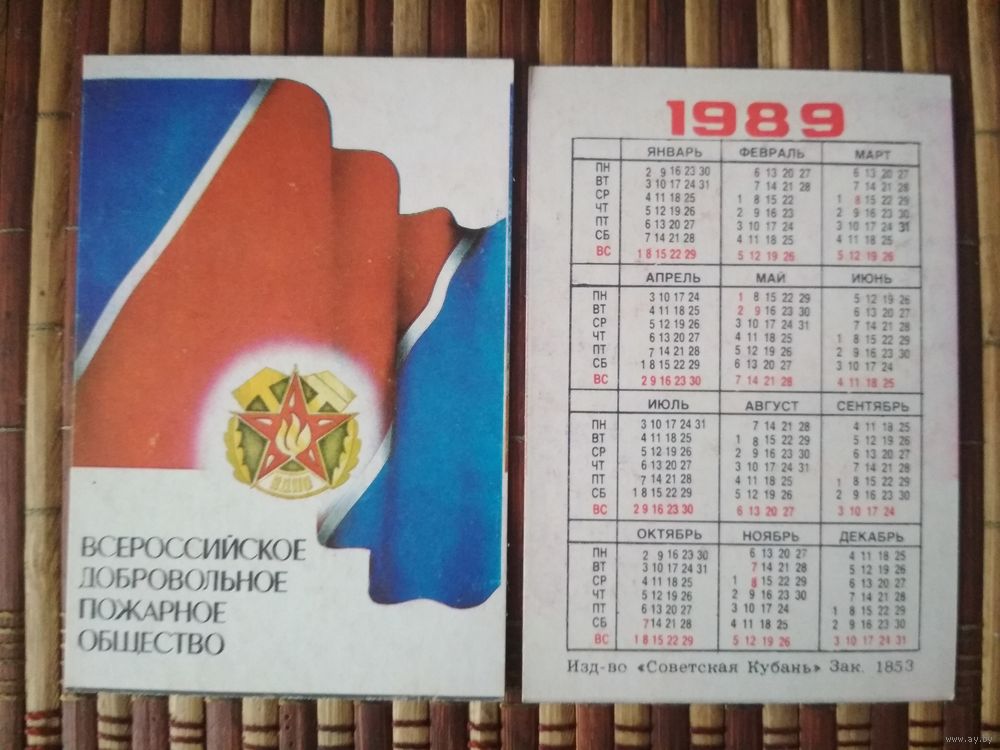 ВСЕРОССИЙСКОЕ
ДОБРОВОЛЬНОЕ
ПОЖАРНОЕ
ОБЩЕСТВО
ВДПО
1989
ЯНВАРЬ ФЕВРАЛЬ МАРТ
ПН 2 9 16 23 30 6 13 20 27 6 13 20 27
ВТ 3 10 17 24 31 7 14 21 28 7 14 21 28
СР 4 11 18 25 1 8 15 22 1 8 15 22 29
ЧТ 5 12 19 26 2 9 16 23 2 9 16 23 30
ПТ 6 13 20 27 3 10 17 24 3 10 17 24 31
СБ 7 14 21 28 4 11 18 25 4 11 18 25
ВС 1 8 15 22 29 5 12 19 26 5 12 19 26
АПРЕЛЬ МАЙ ИЮНЬ
ПН 3 10 17 24 1 8 15 22 29 5 12 19 26
ВТ 4 11 18 25 2 9 16 23 30 6 13 20 27
СР 5 12 19 26 3 10 17 24 31 7 14 21 28
ЧТ 6 13 20 27 4 11 18 25 1 8 15 22 29
ПТ 7 14 21 28 5 12 19 26 2 9 16 23 30
СБ 1 8 15 22 29 6 13 20 27 3 10 17 24
ВС 2 9 16 23 30 7 14 21 28 4 11 18 25
ИЮЛЬ АВГУСТ СЕНТЯБРЬ
ПН 3 10 17 24 31 7 14 21 28 4 11 18 25
ВТ 4 11 18 25 1 8 15 22 29 5 12 19 26
СР 5 12 19 26 2 9 16 23 30 6 13 20 27
ЧТ 6 13 20 27 3 10 17 24 31 7 14 21 28
ПТ 7 14 21 28 4 11 18 25 1 8 15 22 29
СБ 1 8 15 22 29 5 12 19 26 2 9 16 23 30
ВС 2 9 16 23 30 6 13 20 27 3 10 17 24
ОКТЯБРЬ НОЯБРЬ ДЕКАБРЬ
ПН 2 9 16 23 30 6 13 20 27 4 11 18 25
ВТ 3 10 17 24 31 7 14 21 28 5 12 19 26
СР 4 11 18 25 1 8 15 22 29 6 13 20 27
ЧТ 5 12 19 26 2 9 16 23 30 7 14 21 28
ПТ 6 13 20 27 3 10 17 24 1 8 15 22 29
СБ 7 14 21 28 4 11 18 25 2 9 16 23 30
ВС 1 8 15 22 29 5 12 19 26 3 10 17 24 31
Изд-во «Советская Кубань» Зак. 1853
www.ay.by